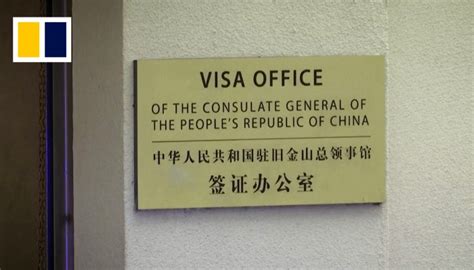 VISA OFFICE
OF THE CONSULATE GENERAL OF
THE PEOPLE'S REPUBLIC OF CHINA
中华人民共和国驻旧金山总领事馆
签证办公室